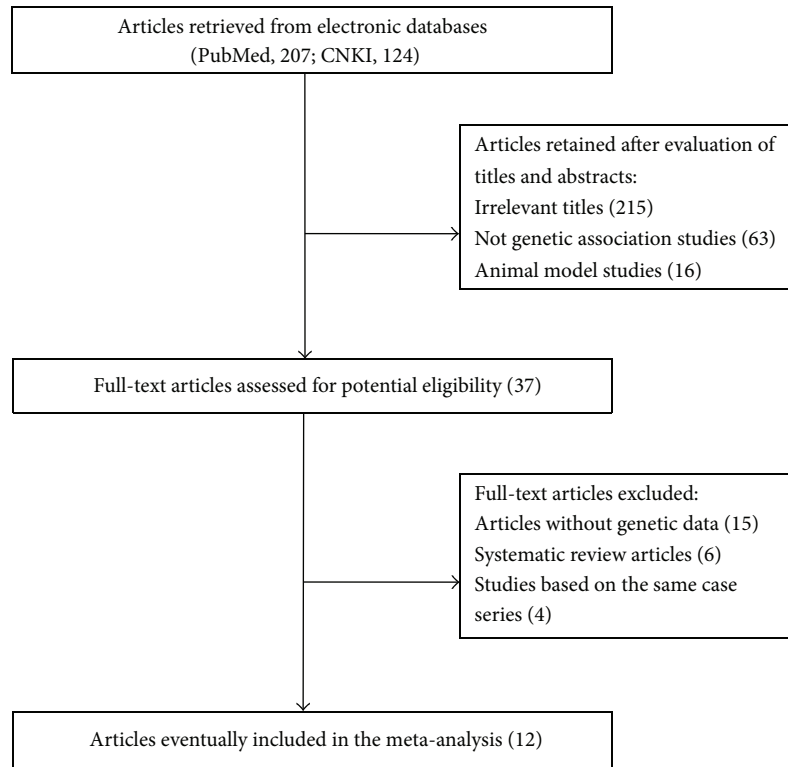 Articles retrieved from electronic databases
(PubMed, 207; CNKI, 124)
Articles retained after evaluation of
titles and abstracts:
Irrelevant titles (215)
Not genetic association studies (63)
Animal model studies (16)
Full-text articles assessed for potential eligibility (37)
Full-text articles excluded:
Articles without genetic data (15)
Systematic review articles (6)
Studies based on the same case
series (4)
Articles eventually included in the meta-analysis (12)